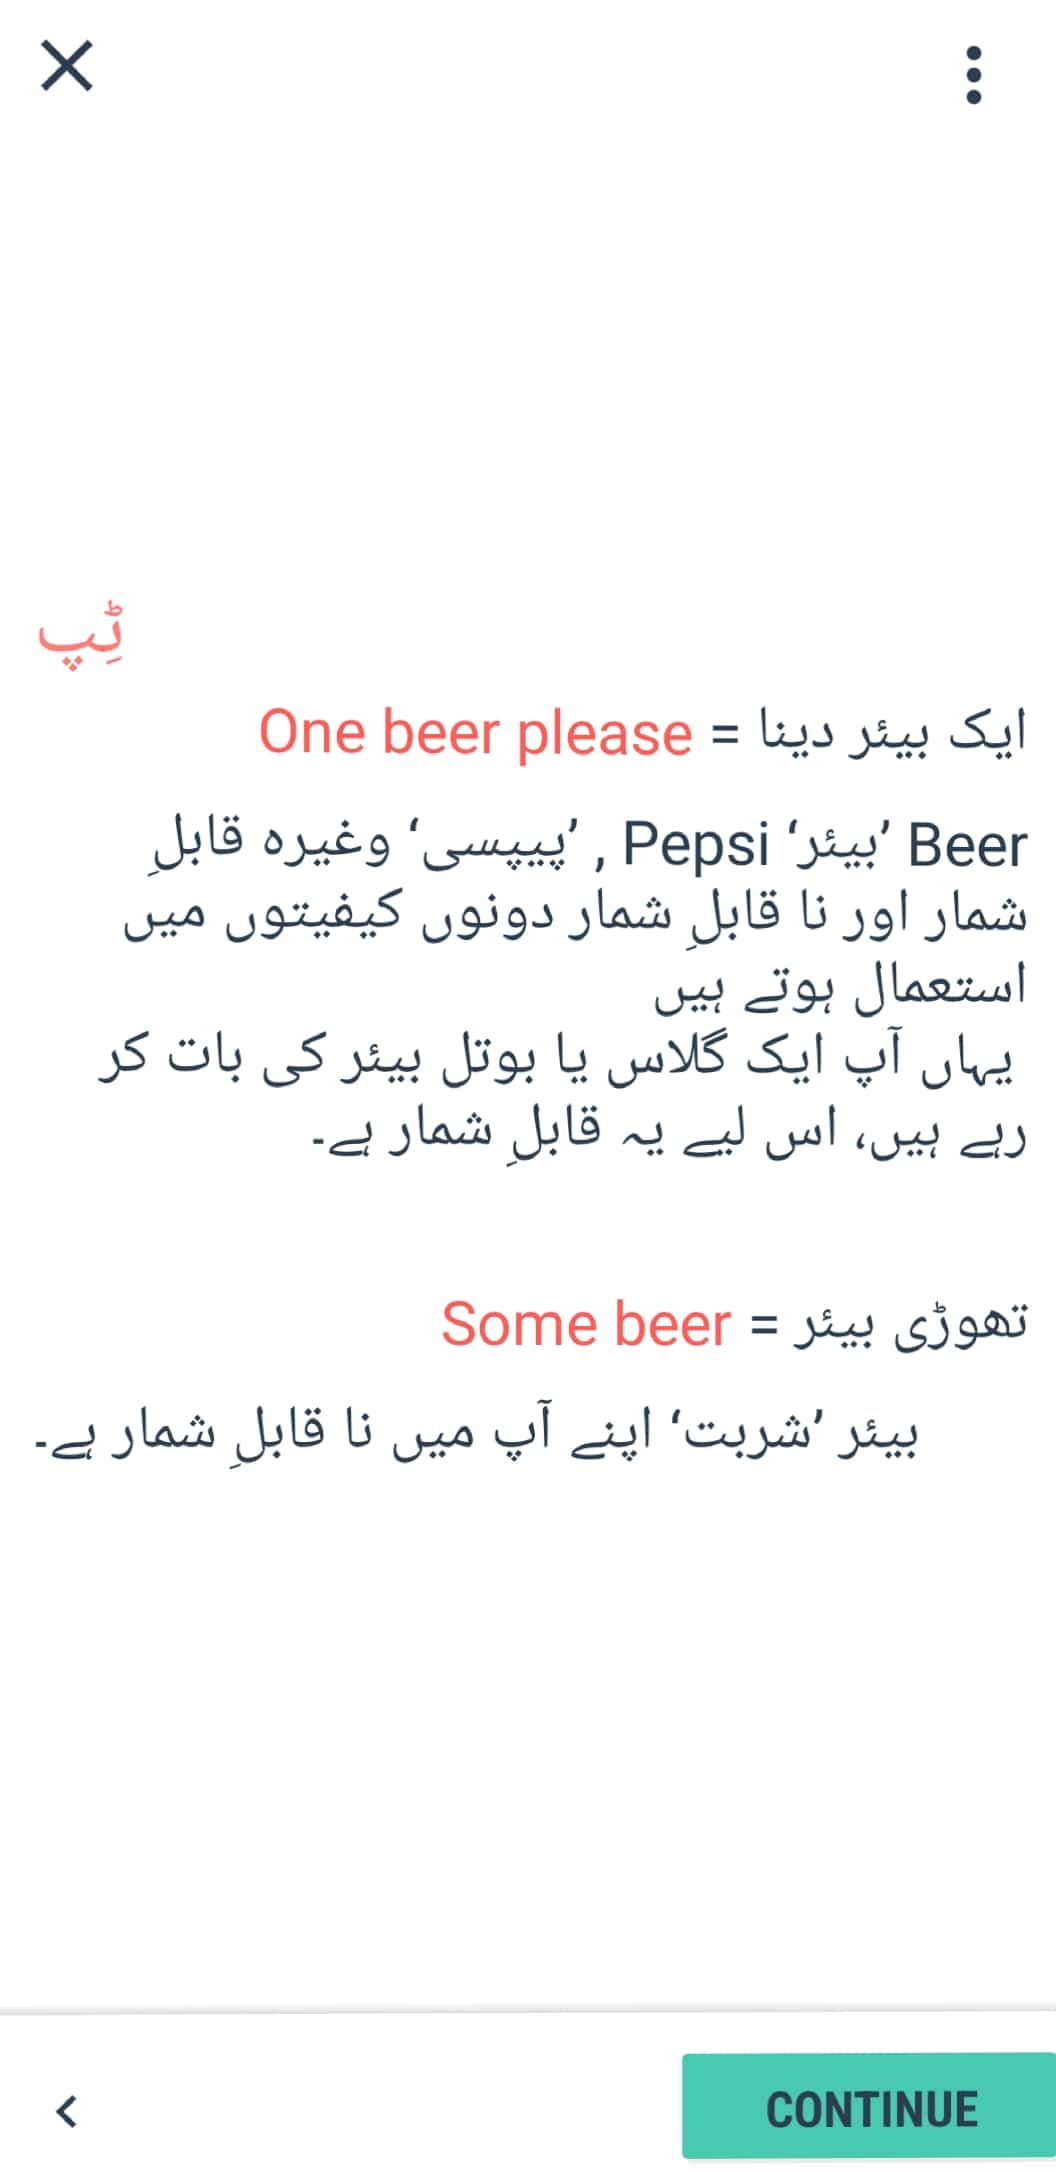 ٹِپ
ایک بیئر دینا = One beer please
Beer ’بیئر‘ Pepsi , ’پیپسی‘ وغیرہ قابلِ
شمار اور نا قابلِ شمار دونوں کیفیتوں میں
استعمال ہوتے ہیں
یہاں آپ ایک گلاس یا بوتل بیئر کی بات کر
رہے ہیں، اس لیے یہ قابلِ شمار ہے۔
تھوڑی بیئر = Some beer
بیئر ’شربت‘ اپنے آپ میں نا قابلِ شمار ہے۔
CONTINUE